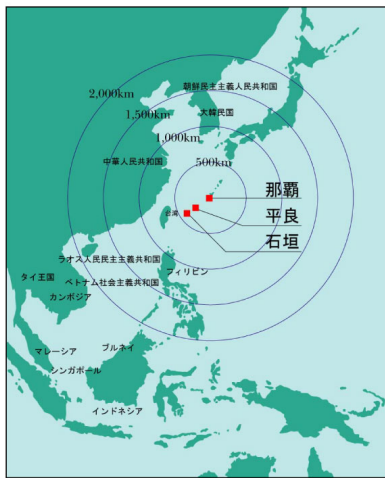 朝鮮民主主義人民共和国
2,000km
1,500km
大韓民国
1,000km
中華人民共和国
500km
那覇
台湾
平良
石垣
ラオス人民民主主義共和国
フィリピン
タイ王国
ベトナム社会主義共和国
カンボジア
マレーシア
ブルネイ
シンガポール
インドネシア